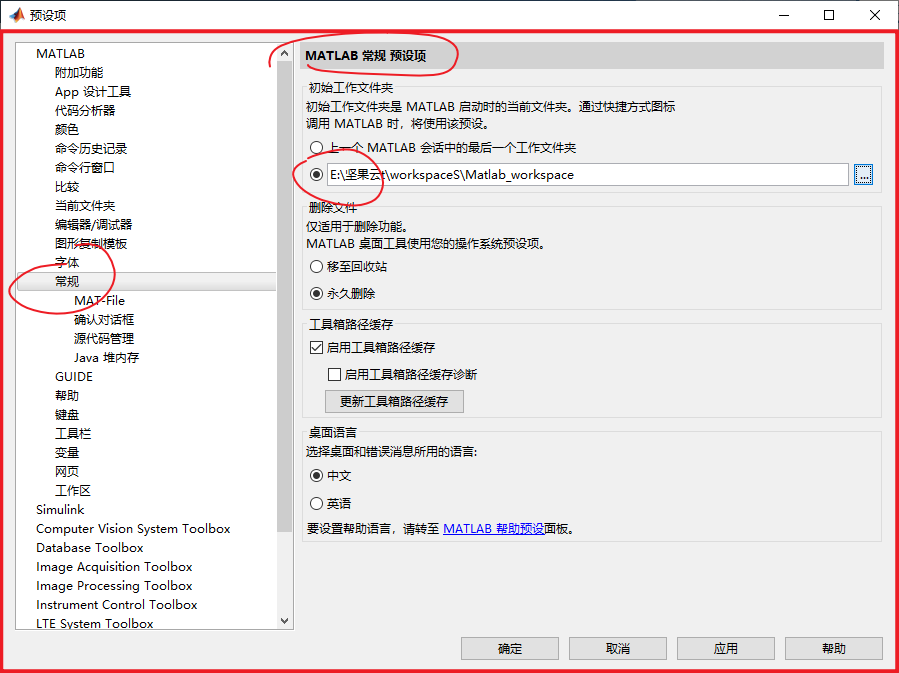 预设项
MATLAB
附加功能
App 设计工具
代码分析器
颜色
命令历史记录
命令行窗口
比较
当前文件夹
编辑器/调试器
图形复制模板
字体
常规
MAT-File
确认对话框
源代码管理
Java 堆内存
GUIDE
帮助
键盘
工具栏
变量
网页
工作区
Simulink
Computer Vision System Toolbox
Database Toolbox
Image Acquisition Toolbox
Image Processing Toolbox
Instrument Control Toolbox
LTE System Toolbox
MATLAB 常规 预设项
初始工作文件夹
初始工作文件夹是 MATLAB 启动时的当前文件夹。通过快捷方式图标
调用 MATLAB 时，将使用该预设。
上一个 MATLAB 会话中的最后一个工作文件夹
E:\坚果云t\workspaceS\Matlab_workspace
...
删除文件
仅适用于删除功能。
MATLAB 桌面工具使用您的操作系统预设项。
移至回收站
永久删除
工具箱路径缓存
启用工具箱路径缓存
启用工具箱路径缓存诊断
更新工具箱路径缓存
桌面语言
选择桌面和错误消息所用的语言:
中文
英语
要设置帮助语言，请转至 MATLAB 帮助预设面板。
确定 取消 应用 帮助